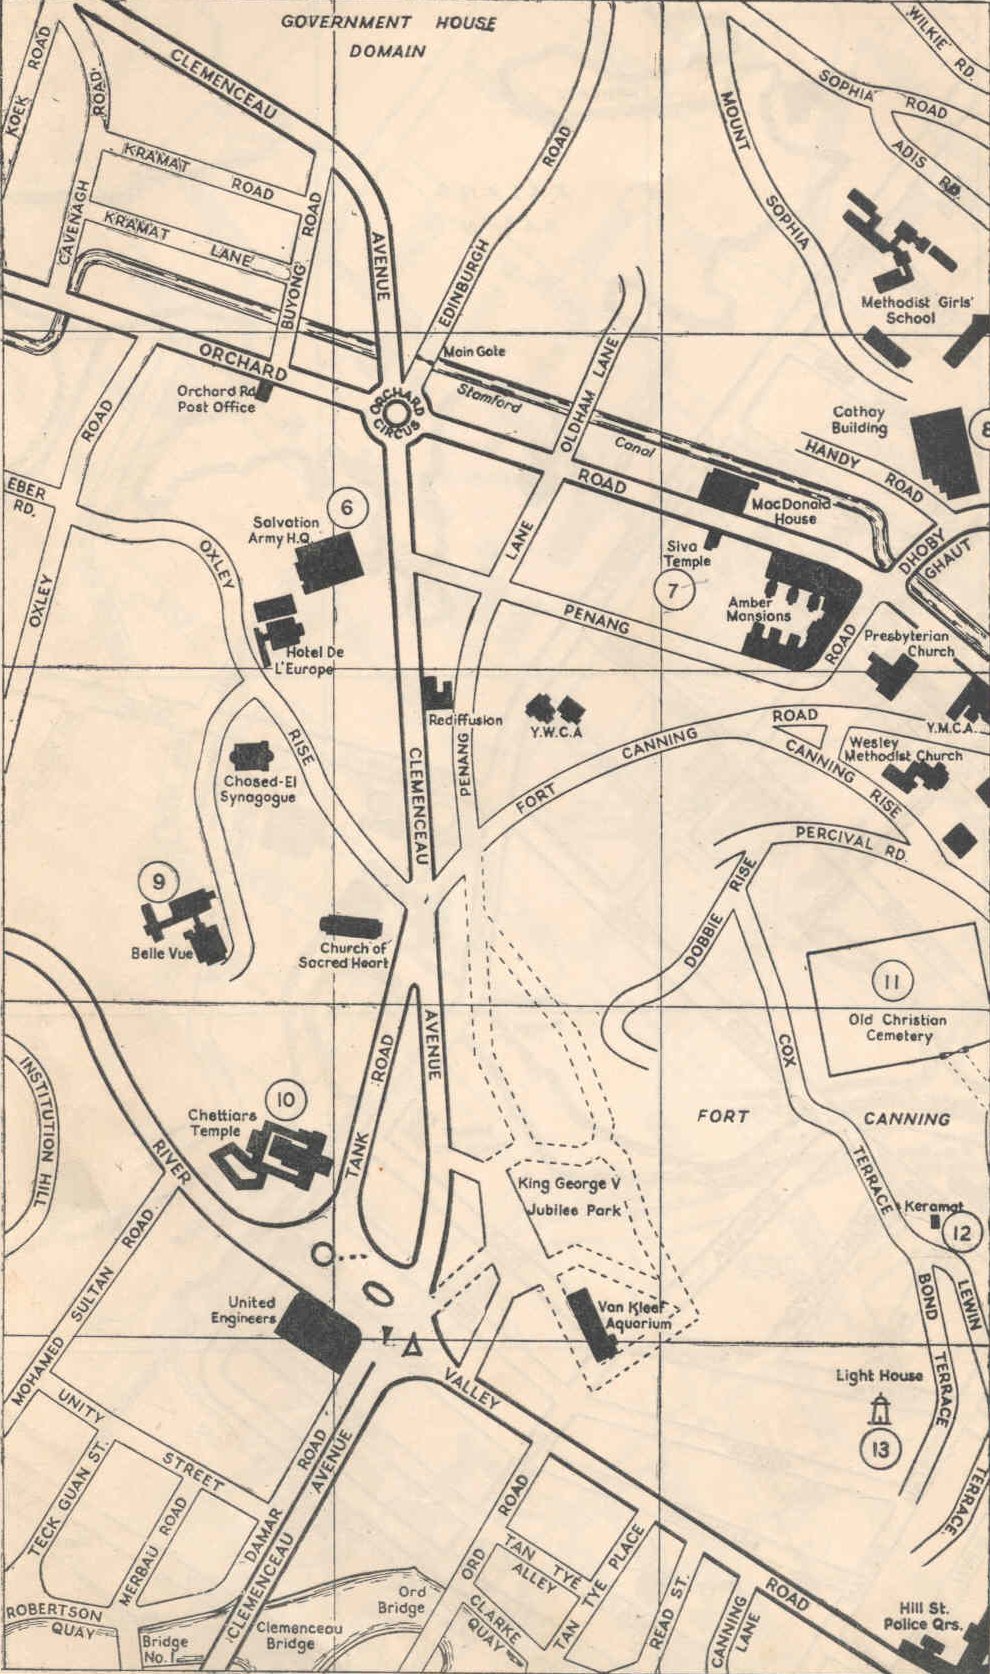 GOVERNMENT HOUSE
DOMAIN
WILKIE RD.
KOEK ROAD
CLEMENCEAU
AVENUE
CAVENAGH ROAD
SOPHIA ROAD
MOUNT SOPHIA
ADIS RD.
KRAMAT ROAD
KRAMAT LANE
BUYONG ROAD
EDINBURGH ROAD
Methodist Girls'
School
Main Gate
Stamford
Canal
ORCHARD
ROAD
ORCHARD
CIRCUS
Orchard Rd
Post Office
OLDHAM LANE
Cathay
Building
8
HANDY ROAD
DHOBY
GHAUT
ROAD
EBER
RD.
OXLEY
OXLEY
RISE
6
Salvation
Army H.Q.
Hotel De
L'Europe
MacDonald
House
Siva
Temple
7
Amber
Mansions
PENANG
LANE
PENANG
ROAD
Presbyterian
Church
Rediffusion
Y.W.C.A
Y.M.C.A.
Wesley
Methodist Church
FORT CANNING ROAD
CANNING RISE
PERCIVAL RD.
CLEMENCEAU
Chased-El
Synagogue
9
Belle Vue
Church of
Sacred Heart
DOBBIE RISE
11
Old Christian
Cemetery
AVENUE
TANK ROAD
COX
TERRACE
FORT CANNING
INSTITUTION HILL
Chettiars
Temple
10
RIVER
King George V
Jubilee Park
Keramat
12
Van Kleef
Aquarium
United
Engineers
MOHAMED SULTAN ROAD
BOND
TERRACE
LEWIN
TERRACE
Light House
13
VALLEY
ROAD
UNITY
STREET
TECK GUAN ST.
MERBAU ROAD
DAMAR ROAD
CLEMENCEAU AVENUE
ORD ROAD
TAN TYE
ALLEY
TAN TYE PLACE
READ ST.
CANNING
LANE
CLARKE
QUAY
ROBERTSON
QUAY
Bridge
No. 1
Clemenceau
Bridge
Ord
Bridge
Hill St.
Police Qrs.